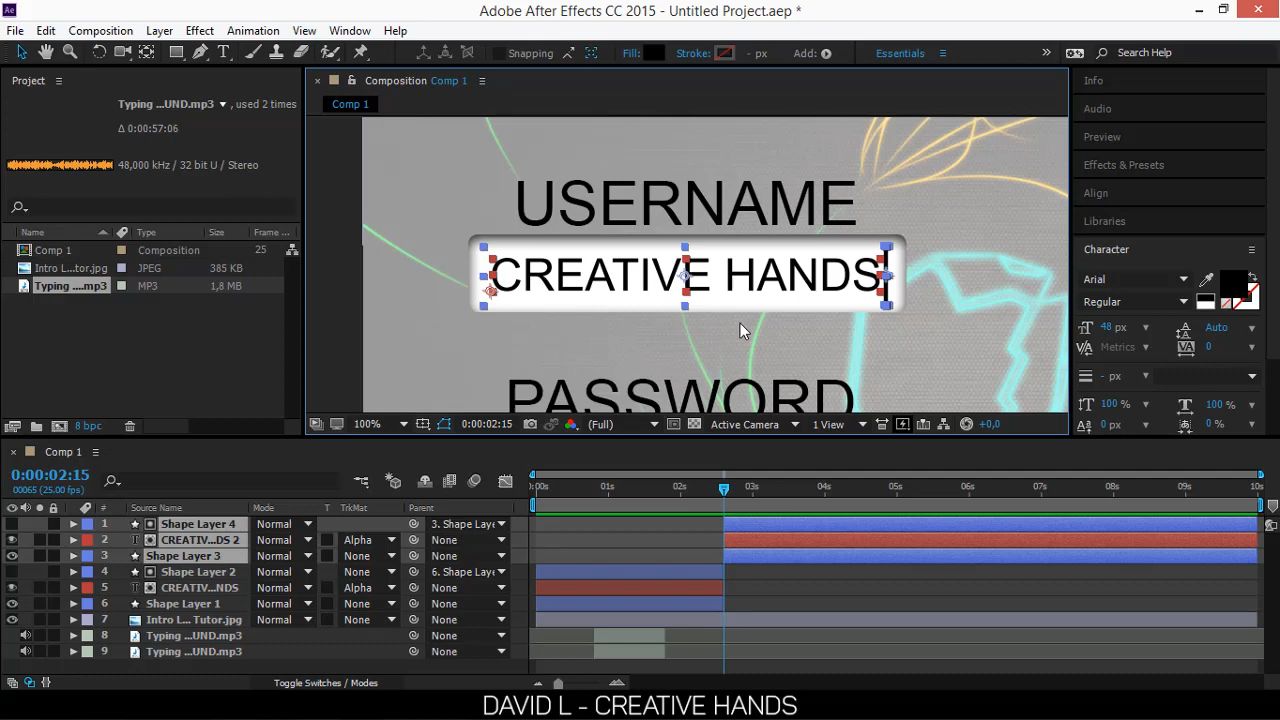 Ae Adobe After Effects CC 2015 - Untitled Project.aep *
File Edit Composition Layer Effect Animation View Window Help
Snapping Fill: Stroke: - px Add: Essentials Search Help
Project
Typing ...UND.mp3 , used 2 times
Δ 0:00:57:06
48,000 kHz / 32 bit U / Stereo
Name Type Size Frame ...
Comp 1 Composition 25
Intro L...tor.jpg JPEG 385 KB
Typing ....mp3 MP3 1,8 MB
8 bpc
Composition Comp 1
Comp 1
USERNAME
CREATIVE HANDS
PASSWORD
100% 0:00:02:15 (Full) Active Camera 1 View +0,0
Info
Audio
Preview
Effects & Presets
Align
Libraries
Character
Arial
Regular
48 px Auto
Metrics 0
- px
100 % 100 %
0 px 0 %
Comp 1
0:00:02:15
00065 (25.00 fps)
:00s 01s 02s 03s 04s 05s 06s 07s 08s 09s 10s
# Source Name Mode T TrkMat Parent
1 Shape Layer 4 Normal 3. Shape Laye
2 CREATIV...DS 2 Normal Alpha None
3 Shape Layer 3 Normal None None
4 Shape Layer 2 Normal None 6. Shape Laye
5 CREATIV...NDS Normal Alpha None
6 Shape Layer 1 Normal None None
7 Intro L... Tutor.jpg Normal None None
8 Typing ...UND.mp3 None
9 Typing ...UND.mp3 None
Toggle Switches / Modes
DAVID L - CREATIVE HANDS